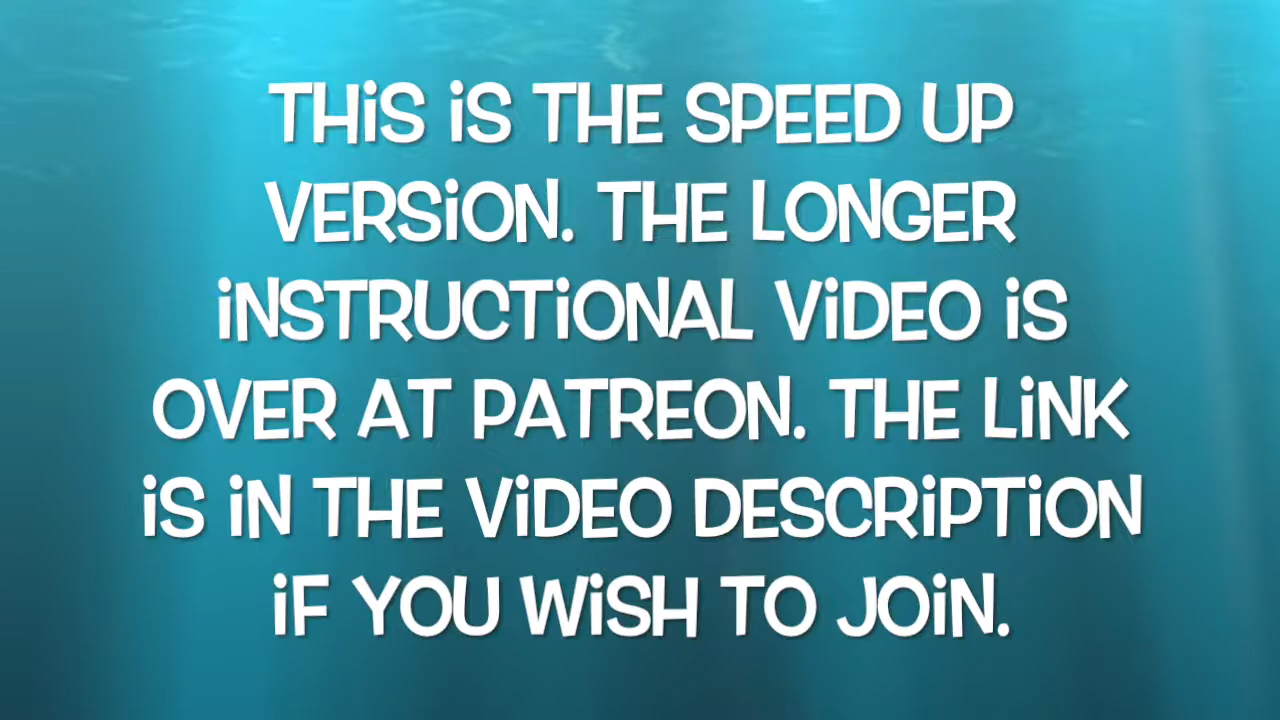 THiS iS THE SPEED UP
VERSiON. THE LONGER
iNSTRUCTiONAL ViDEO iS
OVER AT PATREON. THE LiNK
iS iN THE ViDEO DESCRiPTiON
iF YOU WiSH TO JOiN.